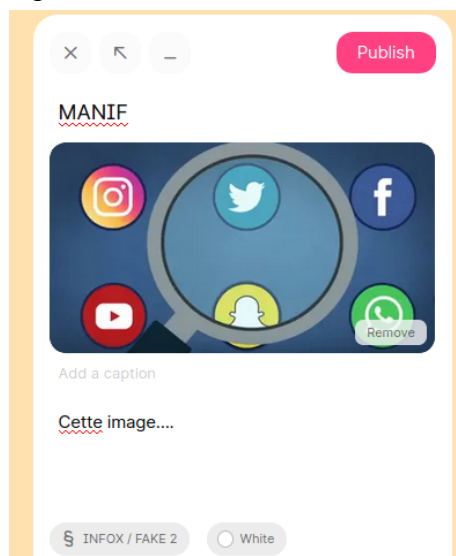 Publish
MANIF
Remove
Add a caption
Cette image....
§ INFOX / FAKE 2
White